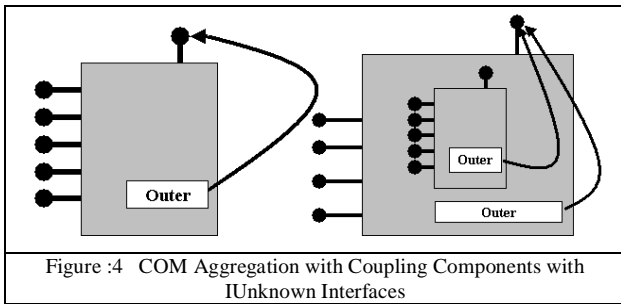 Outer
Outer
Outer
Figure :4 COM Aggregation with Coupling Components with
IUnknown Interfaces